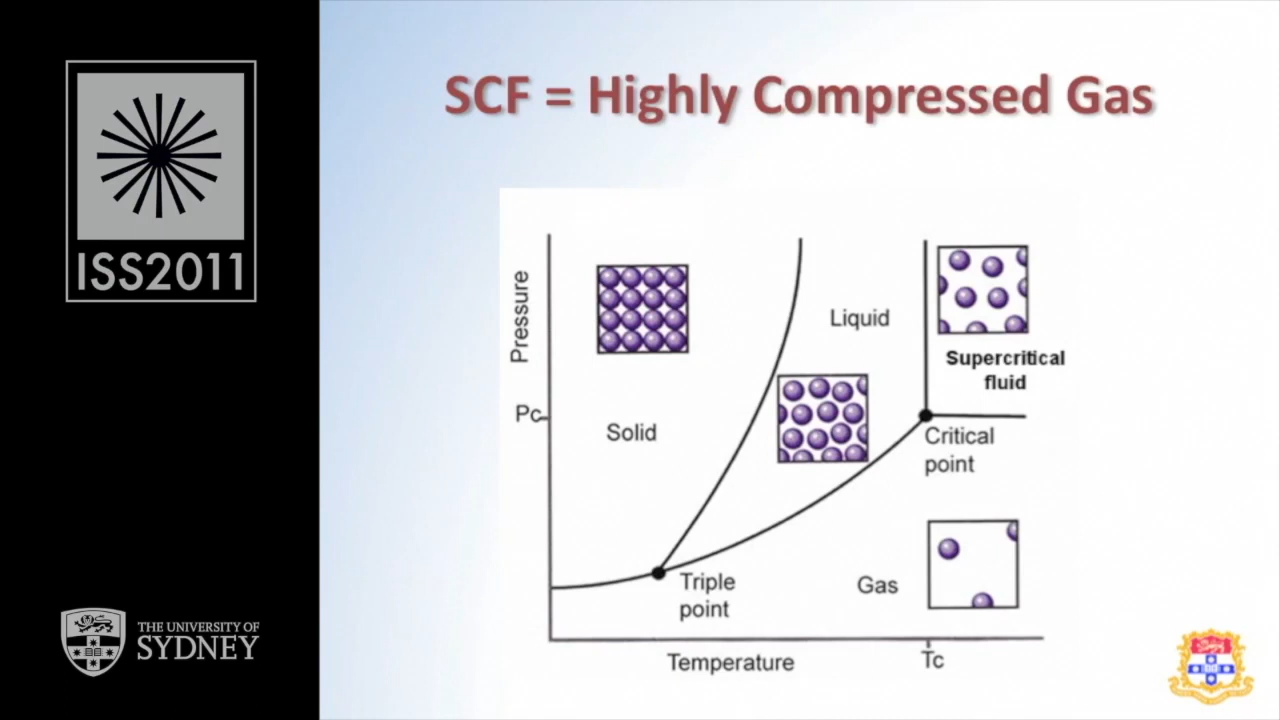 SCF = Highly Compressed Gas
ISS2011
Pressure
Liquid
Supercritical
fluid
Pc
Solid
Critical
point
Triple
point
Gas
Temperature
Tc
THE UNIVERSITY OF
SYDNEY